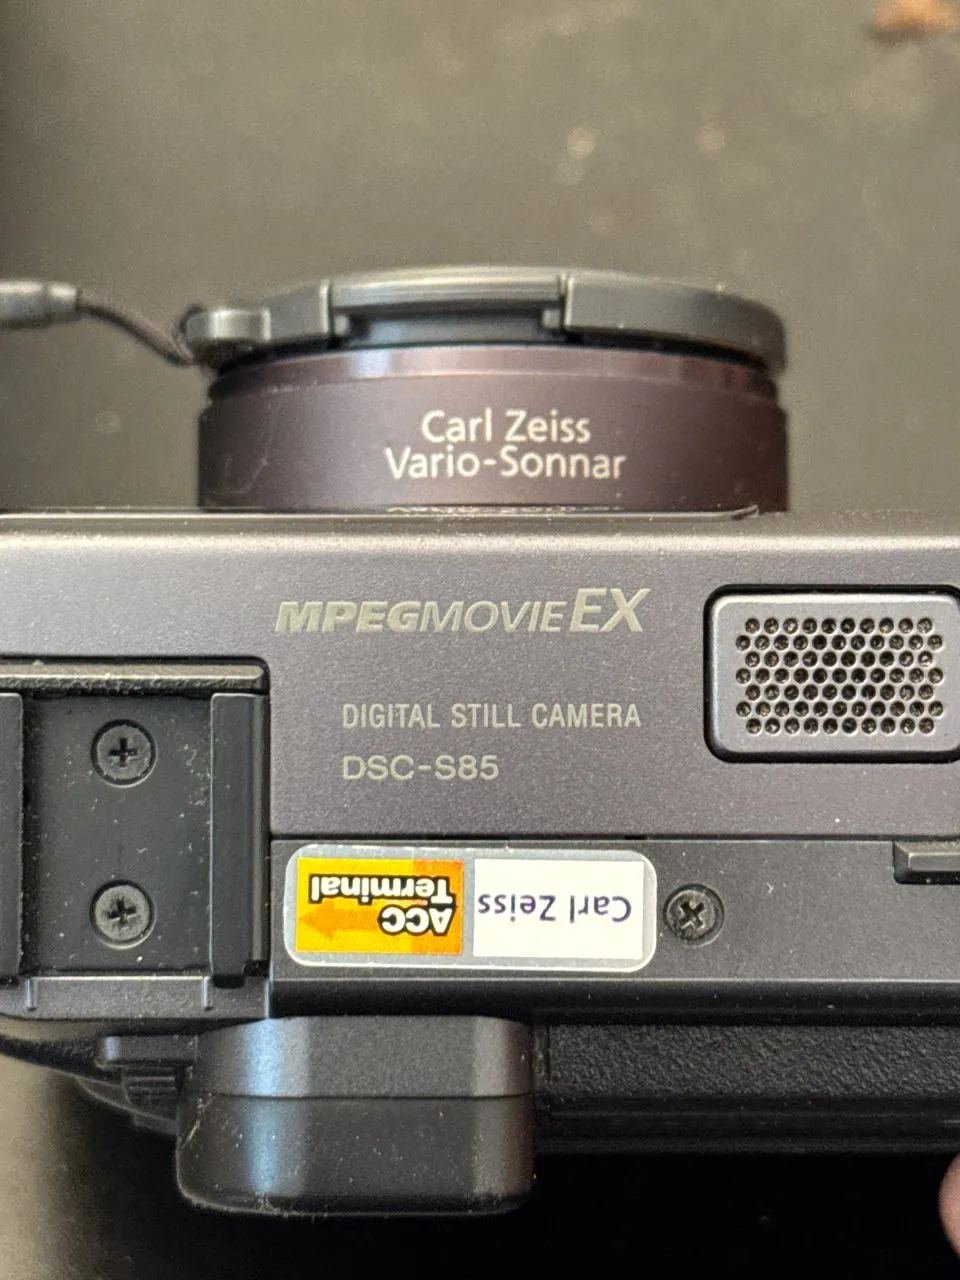 Carl Zeiss
Vario-Sonnar
MPEGMOVIE EX
DIGITAL STILL CAMERA
DSC-S85
Carl Zeiss
ACC
Terminal